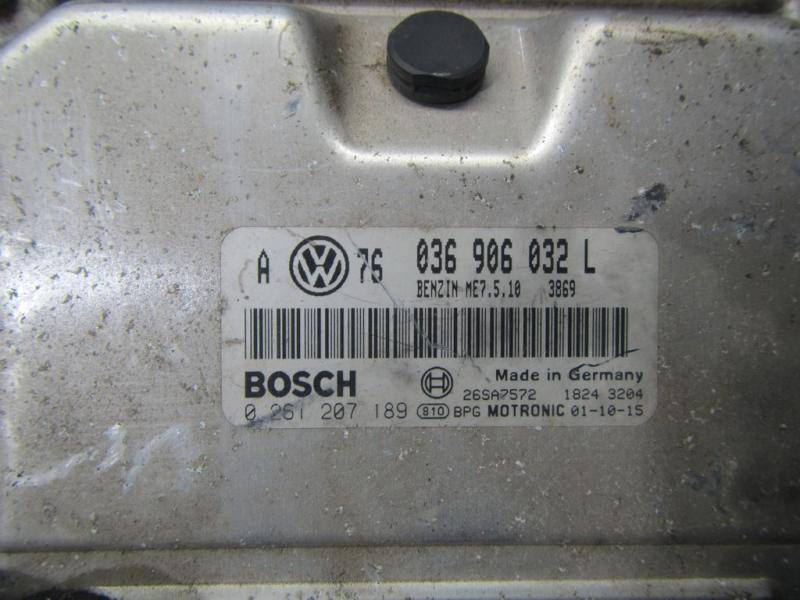 A VW 76 036 906 032 L
BENZIN ME7.5.10 3869
BOSCH Made in Germany
26SA7572 1824 3204
0 261 207 189 810 BPG MOTRONIC 01-10-15